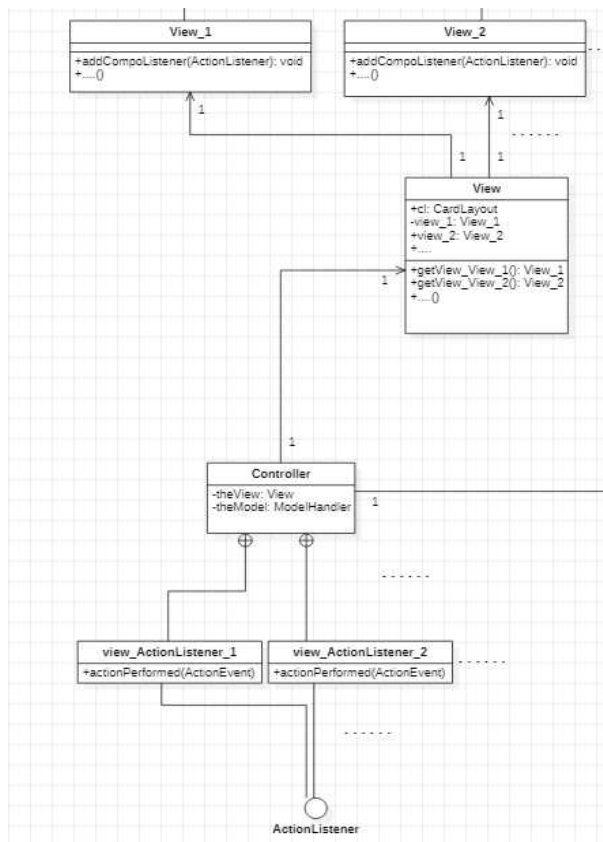 View_1
+addCompoListener(ActionListener): void
+....()
View_2
+addCompoListener(ActionListener): void
+....()
1
1
1
1
View
+cl: CardLayout
-view_1: View_1
+view_2: View_2
+....
+getView_View_1(): View_1
+getView_View_2(): View_2
+....()
1
1
Controller
-theView: View
-theModel: ModelHandler
1
view_ActionListener_1
+actionPerformed(ActionEvent)
view_ActionListener_2
+actionPerformed(ActionEvent)
ActionListener